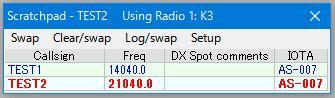 Scratchpad - TEST2 Using Radio 1: K3
Swap Clear/swap Log/swap Setup
Callsign Freq DX Spot comments IOTA
TEST1 14040.0 AS-007
TEST2 21040.0 AS-007